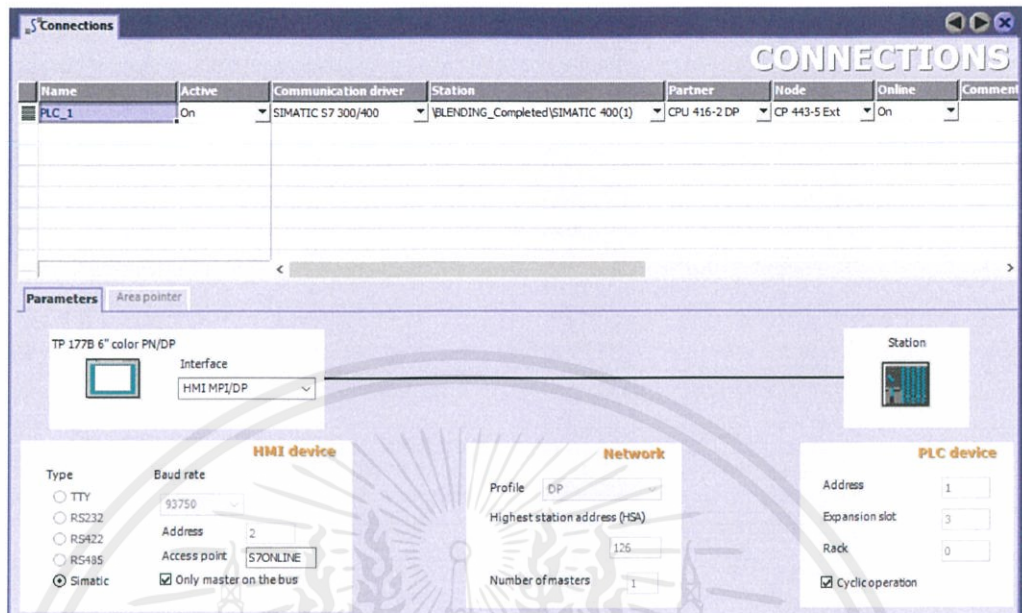 Connections
CONNECTIONS
Name Active Communication driver Station Partner Node Online Comment
PLC_1 On SIMATIC S7 300/400 \BLENDING_Completed\SIMATIC 400(1) CPU 416-2 DP CP 443-5 Ext On
Parameters Area pointer
TP 177B 6" color PN/DP
Interface
HMI MPI/DP
Station
HMI device
Type Baud rate
TTY 93750
RS232
RS422 Address 2
RS485 Access point S7ONLINE
Simatic Only master on the bus
Network
Profile DP
Highest station address (HSA)
126
Number of masters 1
PLC device
Address 1
Expansion slot 3
Rack 0
Cyclic operation